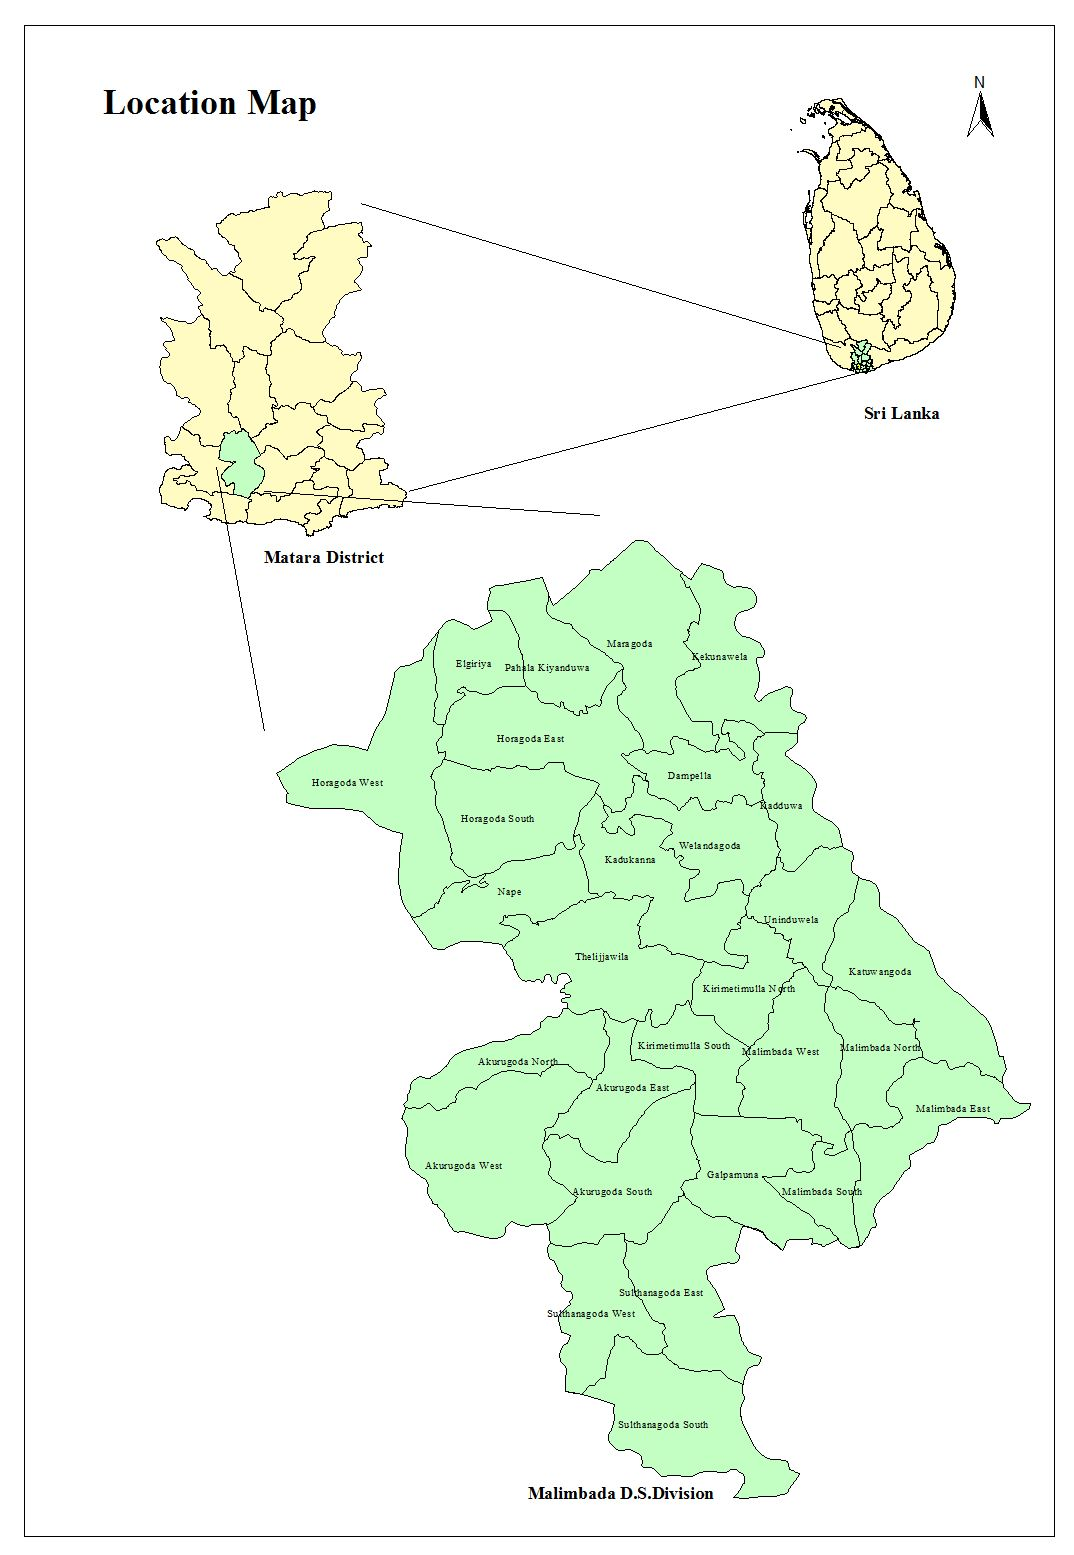 Location Map
N
Sri Lanka
Matara District
Maragoda
Kekunawela
Elgiriya
Pahala Kiyanduwa
Horagoda East
Dampella
Horagoda West
Kadduwa
Horagoda South
Welandagoda
Kadukanna
Nape
Uninduwela
Thelijjawila
Katuwangoda
Kirimetimulla North
Kirimetimulla South
Malimbada West
Malimbada North
Akurugoda North
Akurugoda East
Malimbada East
Akurugoda West
Galpamuna
Akurugoda South
Malimbada South
Sulthanagoda East
Sulthanagoda West
Sulthanagoda South
Malimbada D.S.Division